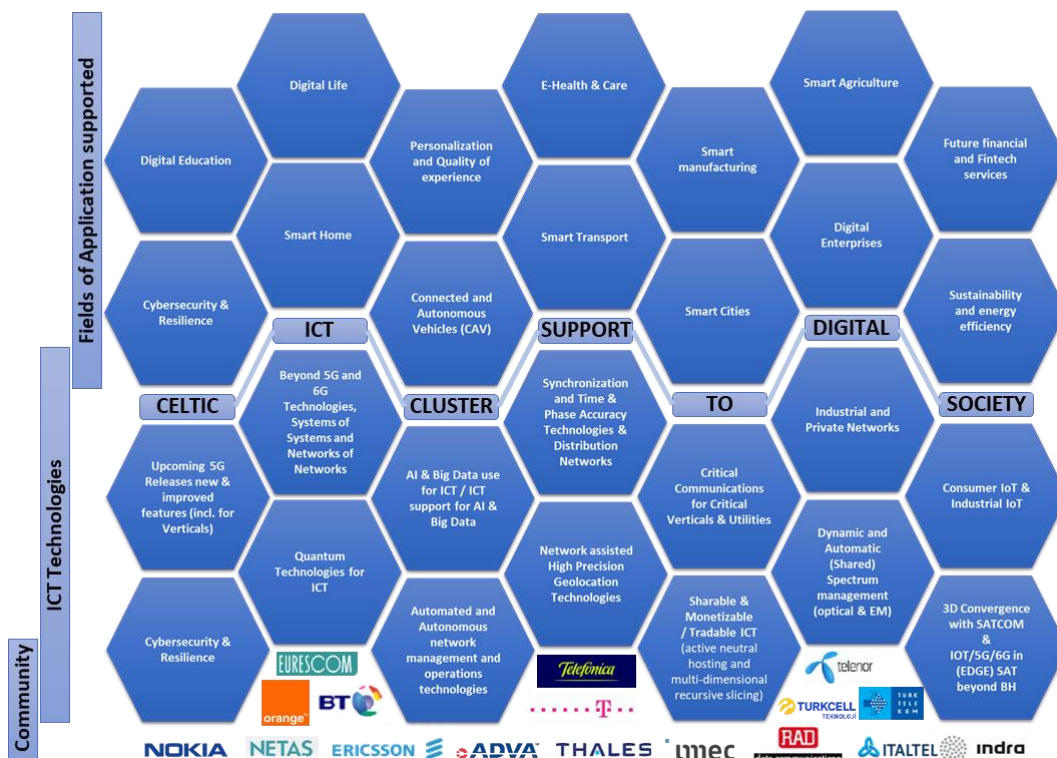 Fields of Application supported
ICT Technologies
Community
Digital Life
E-Health & Care
Smart Agriculture
Digital Education
Personalization
and Quality of
experience
Smart
manufacturing
Future financial
and Fintech
services
Smart Home
Smart Transport
Digital
Enterprises
Cybersecurity &
Resilience
Connected and
Autonomous
Vehicles (CAV)
Smart Cities
Sustainability
and energy
efficiency
CELTIC
ICT
CLUSTER
SUPPORT
TO
DIGITAL
SOCIETY
Beyond 5G and
6G
Technologies,
Systems of
Systems and
Networks of
Networks
Synchronization
and Time &
Phase Accuracy
Technologies &
Distribution
Networks
Industrial and
Private Networks
Upcoming 5G
Releases new &
improved
features (incl. for
Verticals)
AI & Big Data use
for ICT / ICT
support for AI &
Big Data
Critical
Communications
for Critical
Verticals & Utilities
Consumer IoT &
Industrial IoT
Quantum
Technologies for
ICT
Network assisted
High Precision
Geolocation
Technologies
Dynamic and
Automatic
(Shared)
Spectrum
management
(optical & EM)
Cybersecurity &
Resilience
Automated and
Autonomous
network
management and
operations
technologies
Sharable &
Monetizable
/ Tradable ICT
(active neutral
hosting and
multi-dimensional
recursive slicing)
3D Convergence
with SATCOM
&
IOT/5G/6G in
(EDGE) SAT
beyond BH
EURESCOM
orange™
BT
Telefónica
T
telenor
TURKCELL
TEKNOLOJİ
TÜRK
TELE
KOM
NOKIA
NETAS
ERICSSON
ADVA
THALES
imec
RAD
ITALTEL
indra